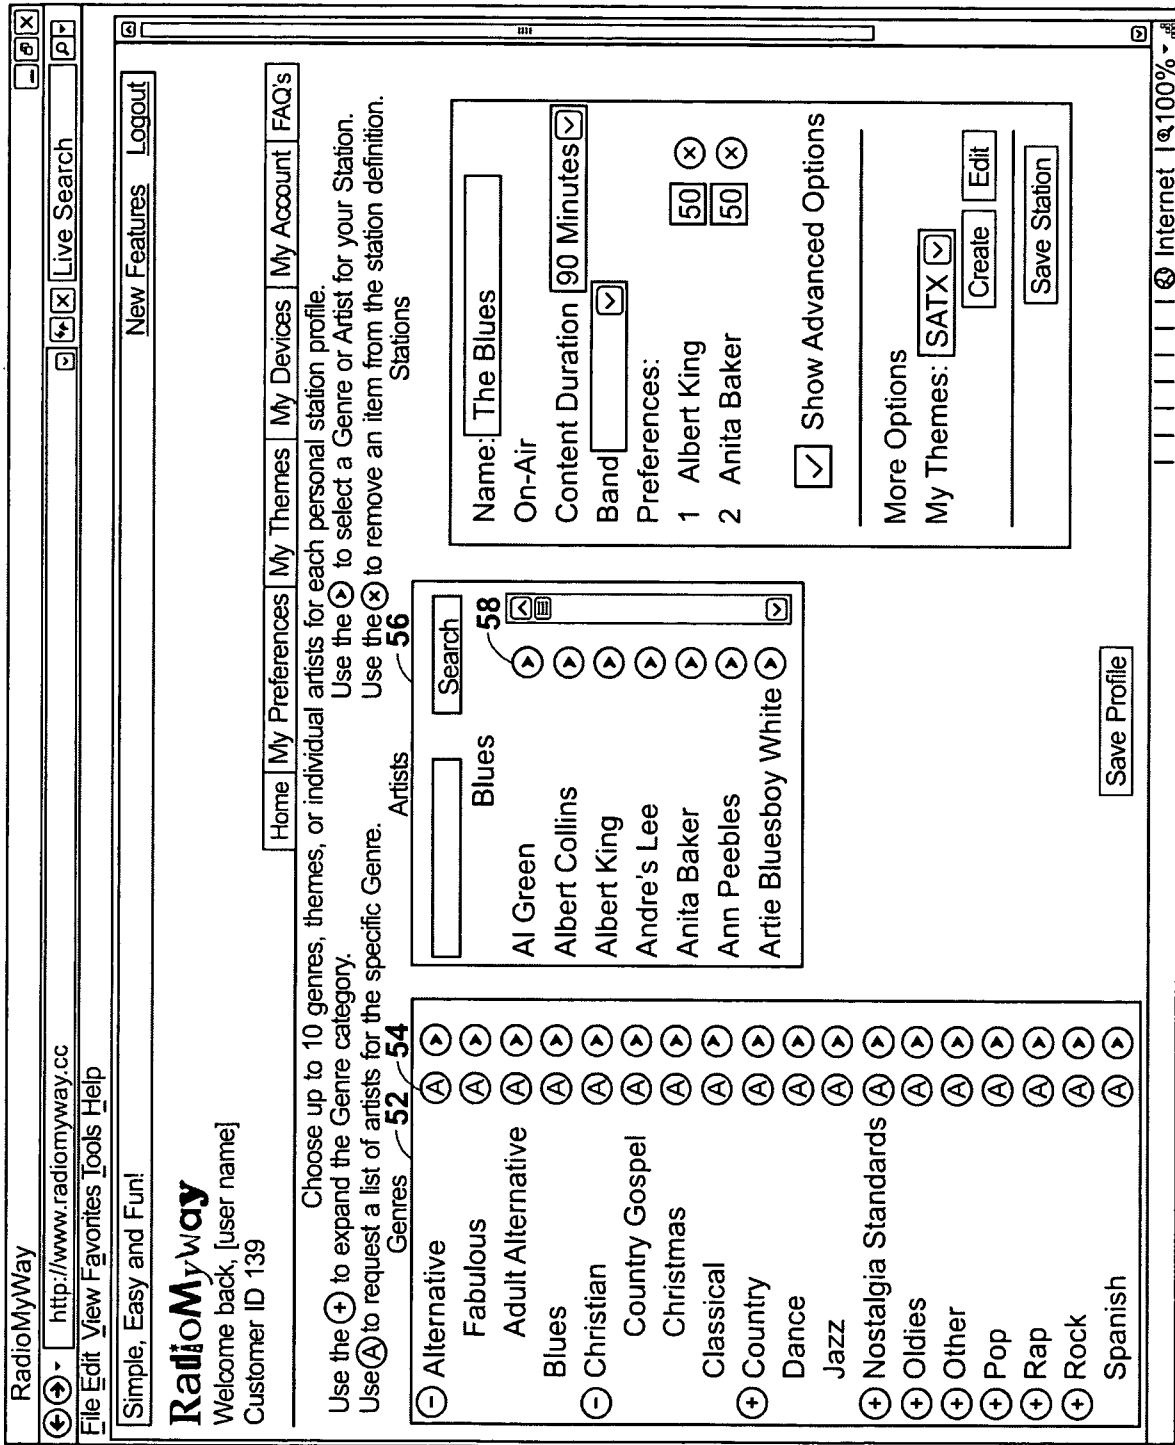 RadioMyWay
http://www.radiomyway.cc
Live Search
File Edit View Favorites Tools Help
Simple, Easy and Fun!
New Features Logout
RadioMyWay
Welcome back, [user name]
Customer ID 139
Home My Preferences My Themes My Devices My Account FAQ's
Choose up to 10 genres, themes, or individual artists for each personal station profile.
Use the + to expand the Genre category.
Use the > to select a Genre or Artist for your Station.
Use A to request a list of artists for the specific Genre.
Use the × to remove an item from the station definition.
Genres 52 54
− Alternative A >
Fabulous A >
Adult Alternative A >
Blues A >
− Christian A >
Country Gospel A >
Christmas A >
Classical A >
+ Country A >
Dance A >
Jazz A >
+ Nostalgia Standards A >
+ Oldies A >
+ Other A >
+ Pop A >
+ Rap A >
+ Rock A >
Spanish A >
Artists 56
Search
Blues 58
Al Green >
Albert Collins >
Albert King >
Andre's Lee >
Anita Baker >
Ann Peebles >
Artie Bluesboy White >
Stations
Name: The Blues
On-Air
Content Duration 90 Minutes
Band
Preferences:
1 Albert King 50 ×
2 Anita Baker 50 ×
Show Advanced Options
More Options
My Themes: SATX
Create Edit
Save Station
Save Profile
Internet 100%